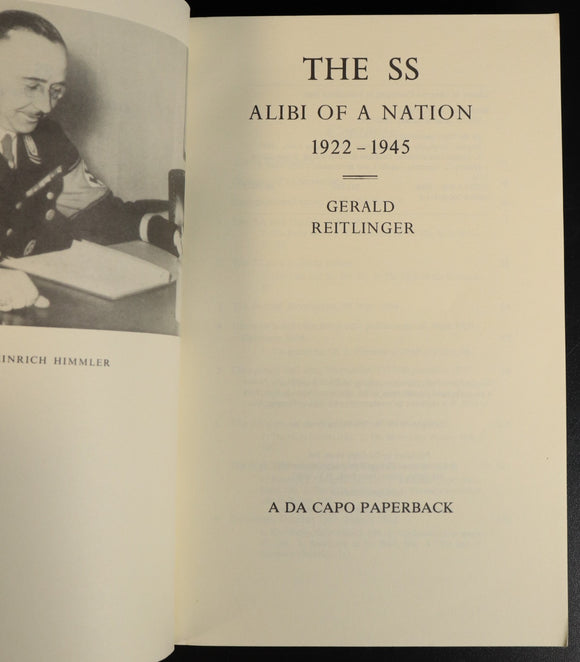 INRICH HIMMLER
THE SS
ALIBI OF A NATION
1922 – 1945
GERALD
REITLINGER
A DA CAPO PAPERBACK